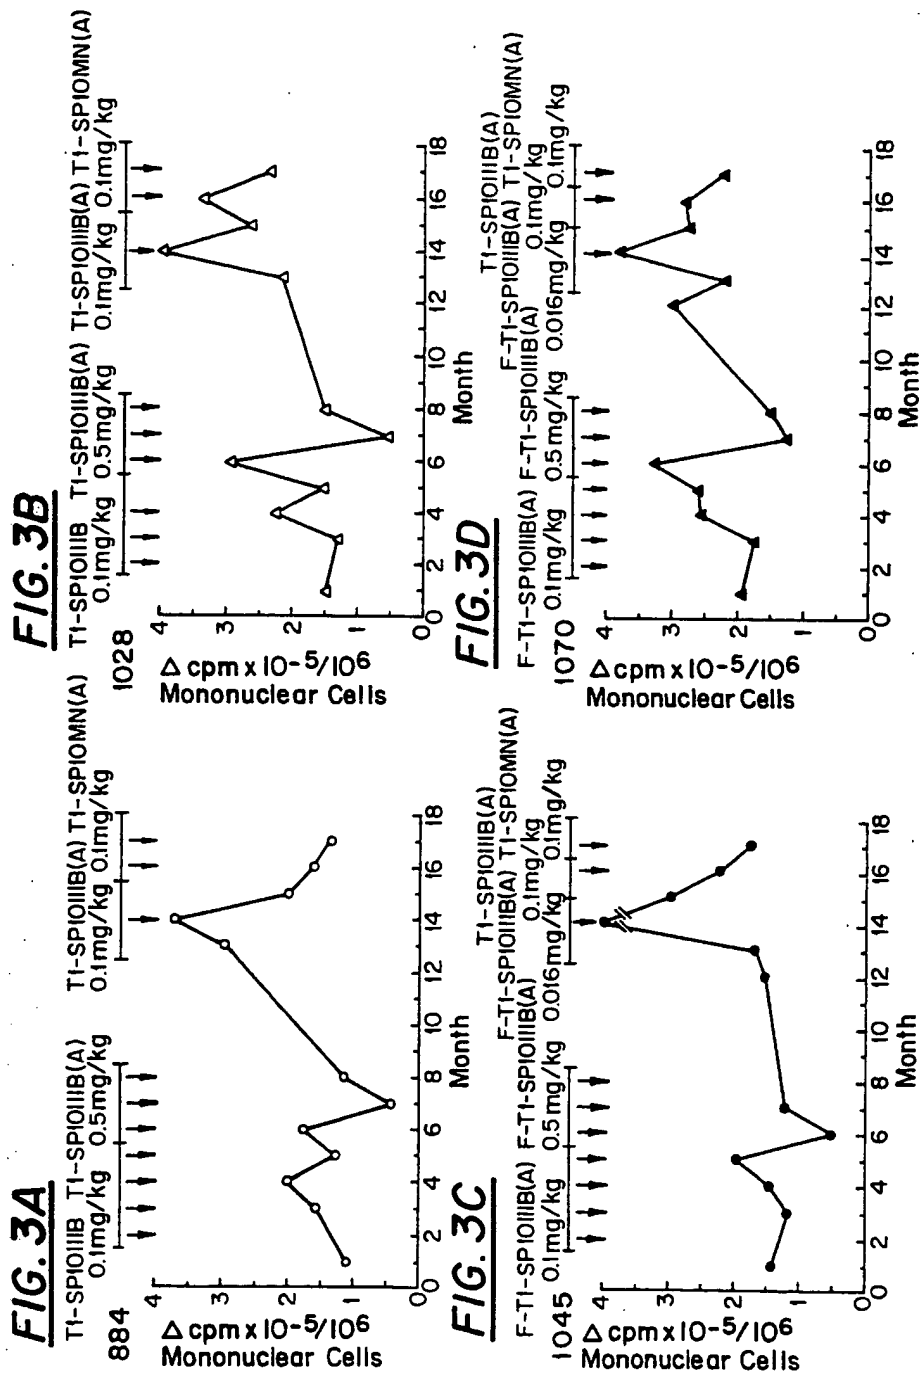 FIG. 3A
T1-SP10IIIB T1-SP10IIIB(A) T1-SP10IIIB(A) T1-SP10MN(A)
0.1mg/kg 0.5mg/kg 0.1mg/kg 0.1mg/kg
884
4
3
2
1
0
0 2 4 6 8 10 12 14 16 18
Month
Δ cpm x 10-5/106
Mononuclear Cells
FIG. 3B
T1-SP10IIIB T1-SP10IIIB(A) T1-SP10IIIB(A) T1-SP10MN(A)
0.1mg/kg 0.5mg/kg 0.1mg/kg 0.1mg/kg
1028
4
3
2
1
0
0 2 4 6 8 10 12 14 16 18
Month
Δ cpm x 10-5/106
Mononuclear Cells
FIG. 3C
T1-SP10IIIB(A)
F-T1-SP10IIIB(A) F-T1-SP10IIIB(A) F-T1-SP10IIIB(A) T1-SP10MN(A)
0.1mg/kg
0.1mg/kg 0.5mg/kg 0.016mg/kg 0.1mg/kg
1045
4
3
2
1
0
0 2 4 6 8 10 12 14 16 18
Month
Δ cpm x 10-5/106
Mononuclear Cells
FIG. 3D
T1-SP10IIIB(A)
F-T1-SP10IIIB(A) F-T1-SP10IIIB(A) F-T1-SP10IIIB(A) T1-SP10MN(A)
0.1mg/kg
0.1mg/kg 0.5mg/kg 0.016mg/kg 0.1mg/kg
1070
4
3
2
1
0
0 2 4 6 8 10 12 14 16 18
Month
Δ cpm x 10-5/106
Mononuclear Cells